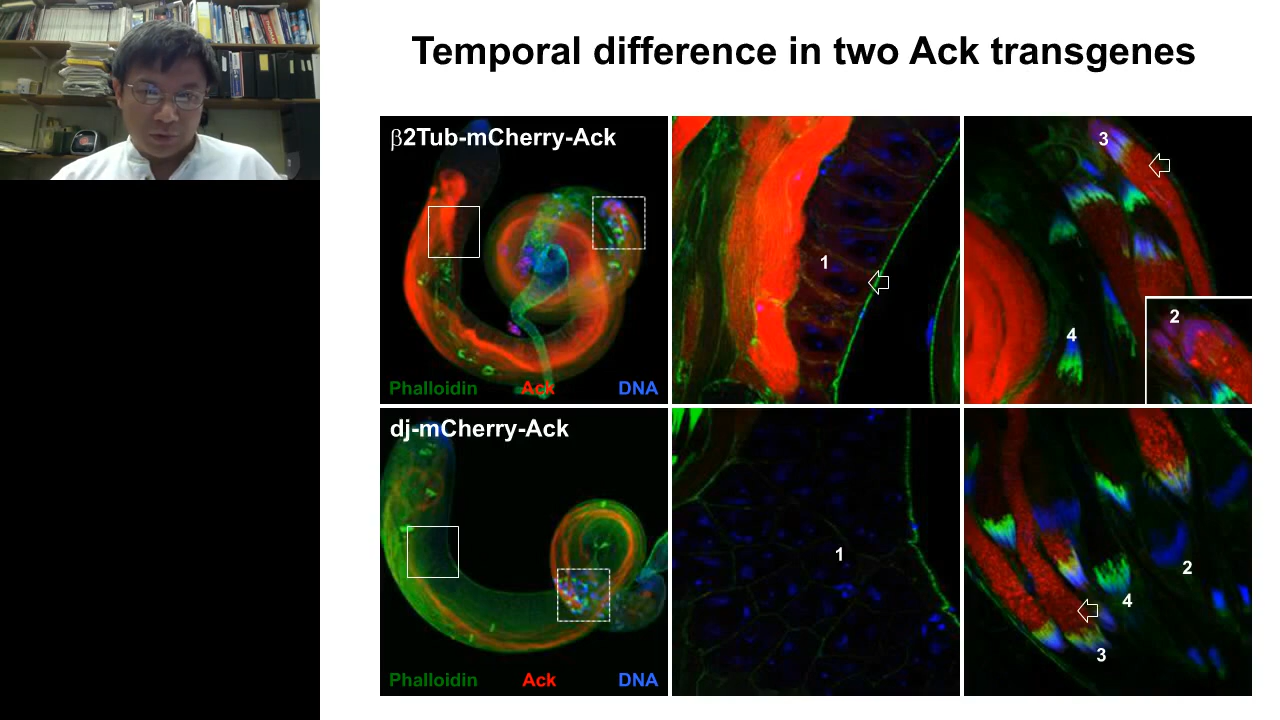 Temporal difference in two Ack transgenes
β2Tub-mCherry-Ack
Phalloidin Ack DNA
1
3
4
2
dj-mCherry-Ack
Phalloidin Ack DNA
1
2
4
3